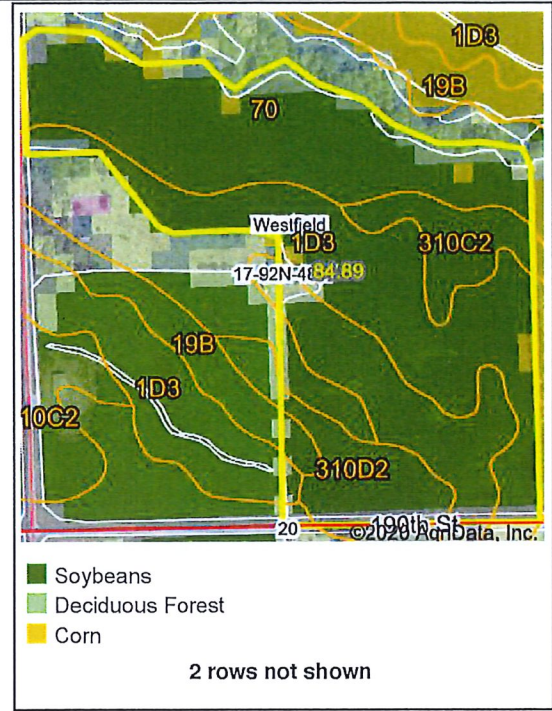 1D3
19B
70
Westfield
1D3
310C2
17-92N-48
84.89
19B
1D3
10C2
310D2
190th St
20
©2020 AgriData, Inc.
Soybeans
Deciduous Forest
Corn
2 rows not shown